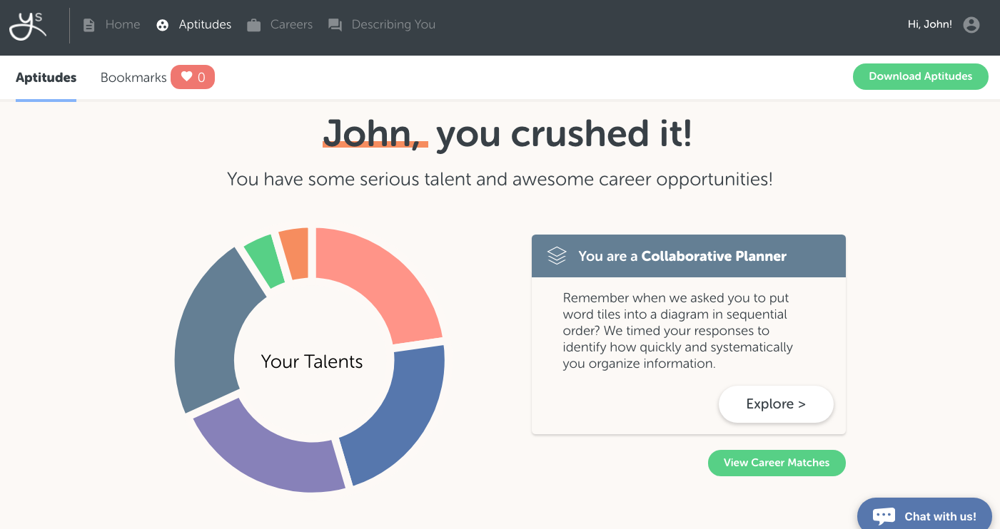 ys
Home
Aptitudes
Careers
Describing You
Hi, John!
Aptitudes
Bookmarks
0
Download Aptitudes
John, you crushed it!
You have some serious talent and awesome career opportunities!
Your Talents
You are a Collaborative Planner
Remember when we asked you to put
word tiles into a diagram in sequential
order? We timed your responses to
identify how quickly and systematically
you organize information.
Explore >
View Career Matches
Chat with us!